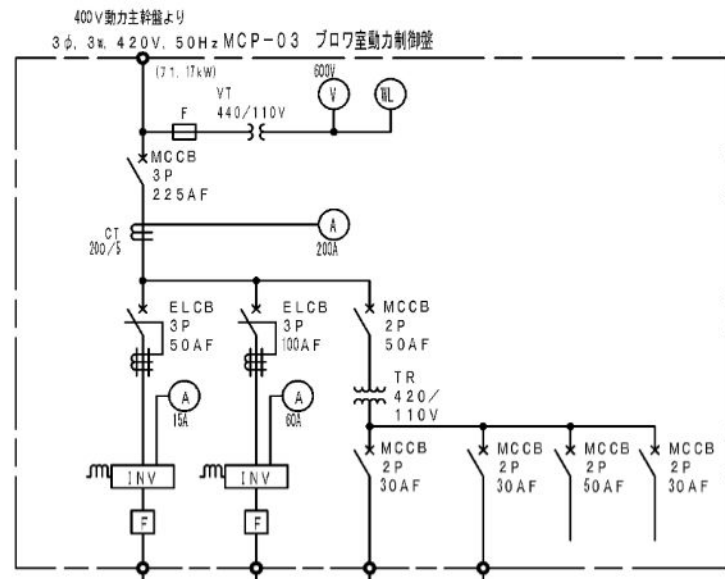 400V動力主幹盤より
3φ, 3w, 420V, 50Hz MCP-03 ブロワ室動力制御盤
(71.17kW)
VT
440/110V
F
600V
V
WL
MCCB
3P
225AF
CT
200/5
A
200A
ELCB
3P
50AF
ELCB
3P
100AF
MCCB
2P
50AF
A
15A
A
60A
TR
420/
110V
INV
INV
F
F
MCCB
2P
30AF
MCCB
2P
30AF
MCCB
2P
50AF
MCCB
2P
30AF